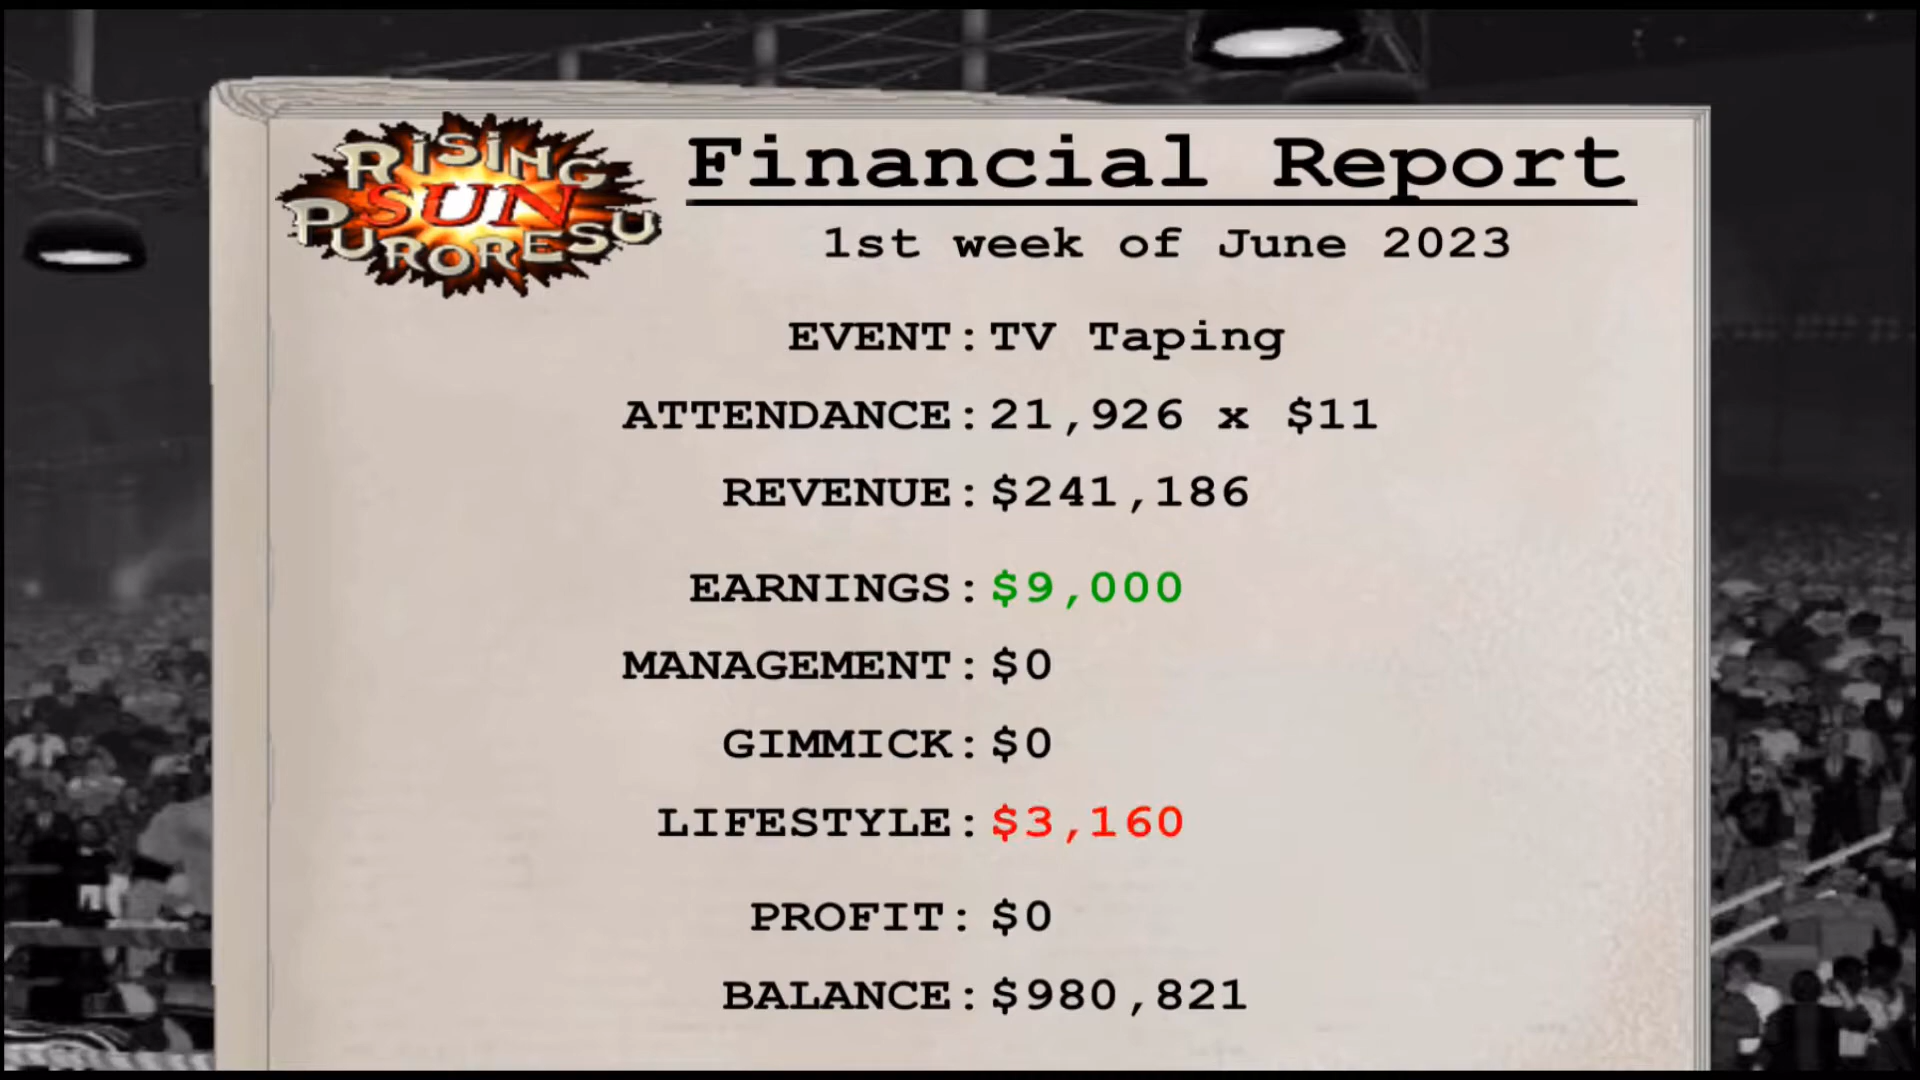 RISING
SUN
PURORESU
Financial Report
1st week of June 2023
EVENT: TV Taping
ATTENDANCE: 21,926 x $11
REVENUE: $241,186
EARNINGS: $9,000
MANAGEMENT: $0
GIMMICK: $0
LIFESTYLE: $3,160
PROFIT: $0
BALANCE: $980,821